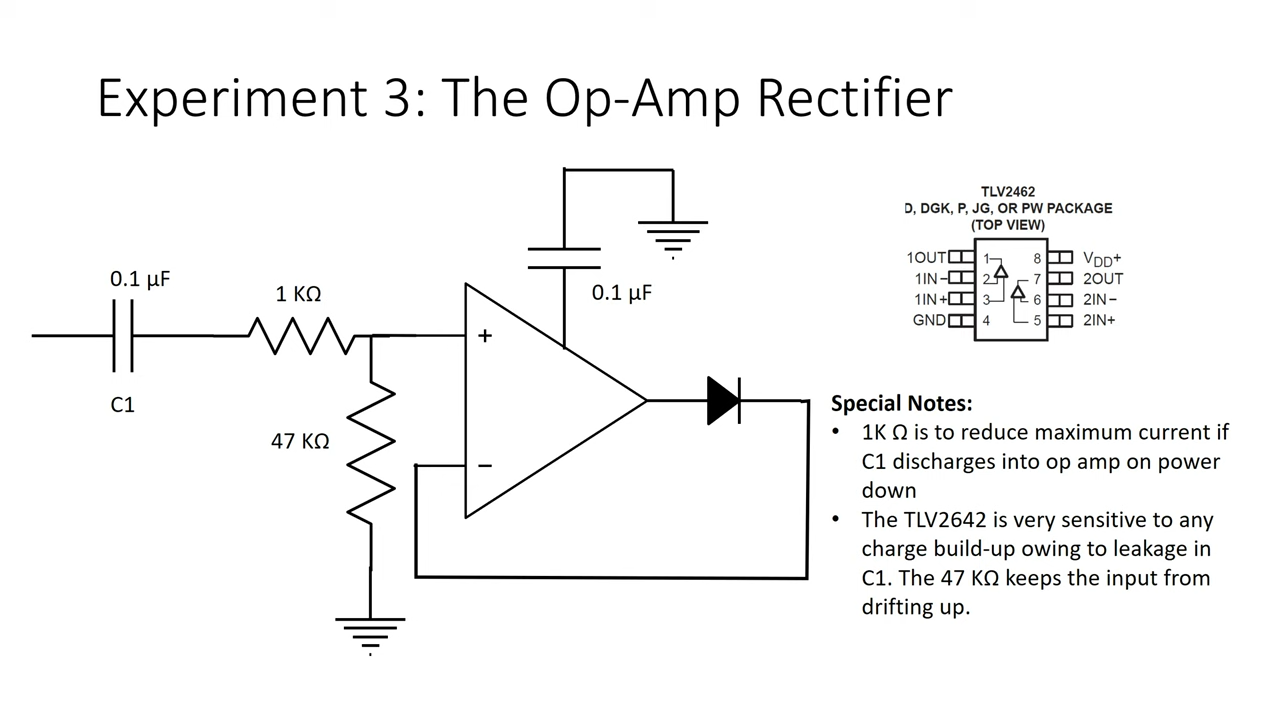 Experiment 3: The Op-Amp Rectifier
0.1 µF
C1
1 KΩ
47 KΩ
+
−
0.1 µF
TLV2462
D, DGK, P, JG, OR PW PACKAGE
(TOP VIEW)
1OUT 1 8 VDD+
1IN− 2 7 2OUT
1IN+ 3 6 2IN−
GND 4 5 2IN+
Special Notes:
• 1K Ω is to reduce maximum current if
C1 discharges into op amp on power
down
• The TLV2642 is very sensitive to any
charge build-up owing to leakage in
C1. The 47 KΩ keeps the input from
drifting up.